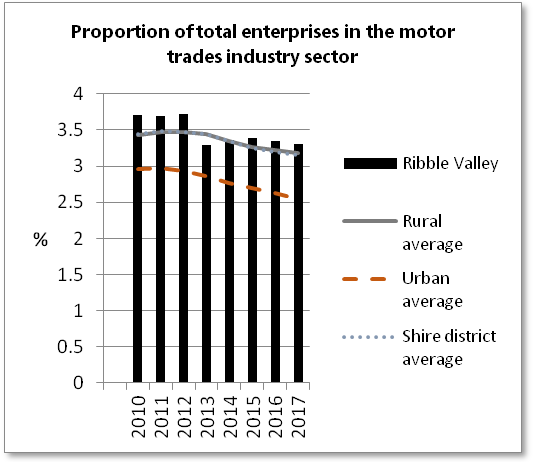 Proportion of total enterprises in the motor
trades industry sector
4
3.5
3
2.5
2
1.5
1
0.5
0
%
2010
2011
2012
2013
2014
2015
2016
2017
Ribble Valley
Rural
average
Urban
average
Shire district
average